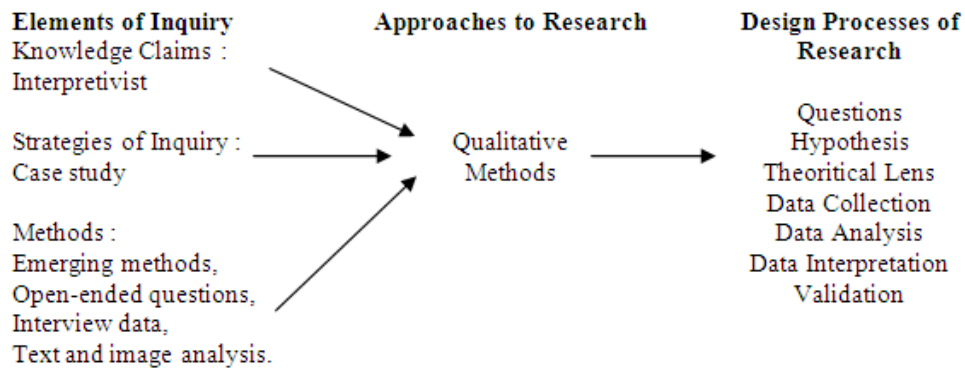 Elements of Inquiry
Knowledge Claims :
Interpretivist
Strategies of Inquiry :
Case study
Methods :
Emerging methods,
Open-ended questions,
Interview data,
Text and image analysis.
Approaches to Research
Qualitative
Methods
Design Processes of
Research
Questions
Hypothesis
Theoritical Lens
Data Collection
Data Analysis
Data Interpretation
Validation